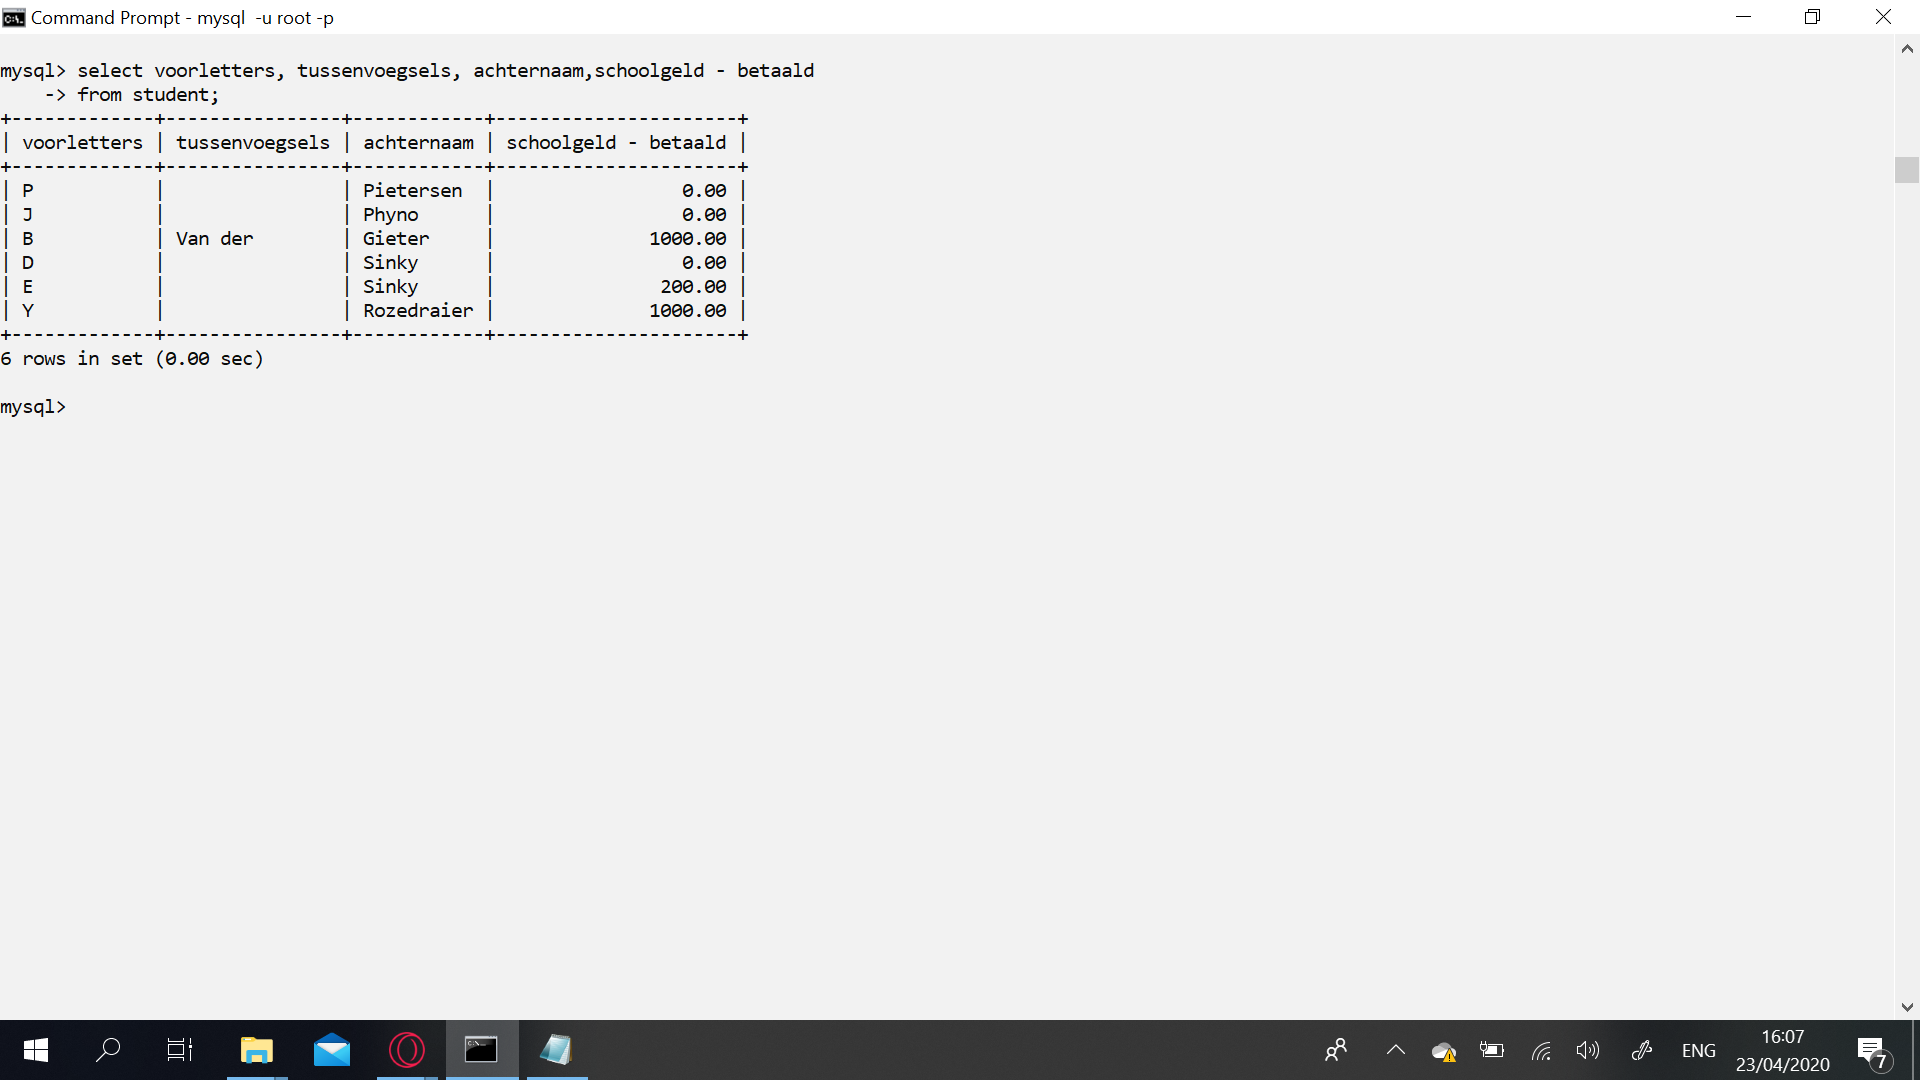 Command Prompt - mysql  -u root -p
mysql> select voorletters, tussenvoegsels, achternaam,schoolgeld - betaald
    -> from student;
+-------------+----------------+------------+----------------------+
| voorletters | tussenvoegsels | achternaam | schoolgeld - betaald |
+-------------+----------------+------------+----------------------+
| P           |                | Pietersen  |                 0.00 |
| J           |                | Phyno      |                 0.00 |
| B           | Van der        | Gieter     |              1000.00 |
| D           |                | Sinky      |                 0.00 |
| E           |                | Sinky      |               200.00 |
| Y           |                | Rozedraier |              1000.00 |
+-------------+----------------+------------+----------------------+
6 rows in set (0.00 sec)
mysql>
ENG
16:07
23/04/2020
7